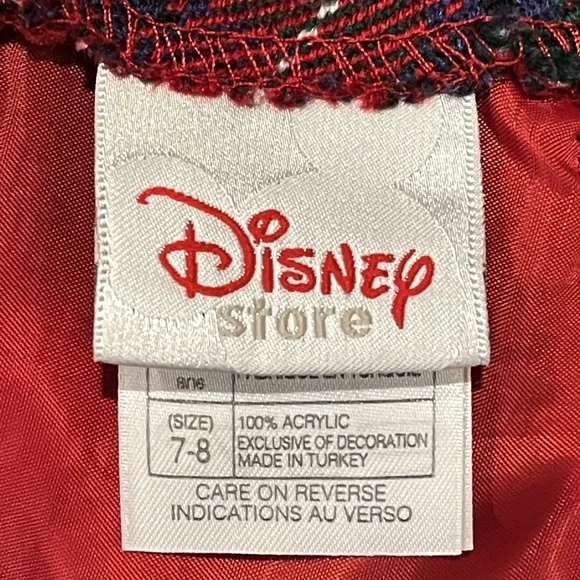 Disney
store
(SIZE)
7-8
100% ACRYLIC
EXCLUSIVE OF DECORATION
MADE IN TURKEY
CARE ON REVERSE
INDICATIONS AU VERSO